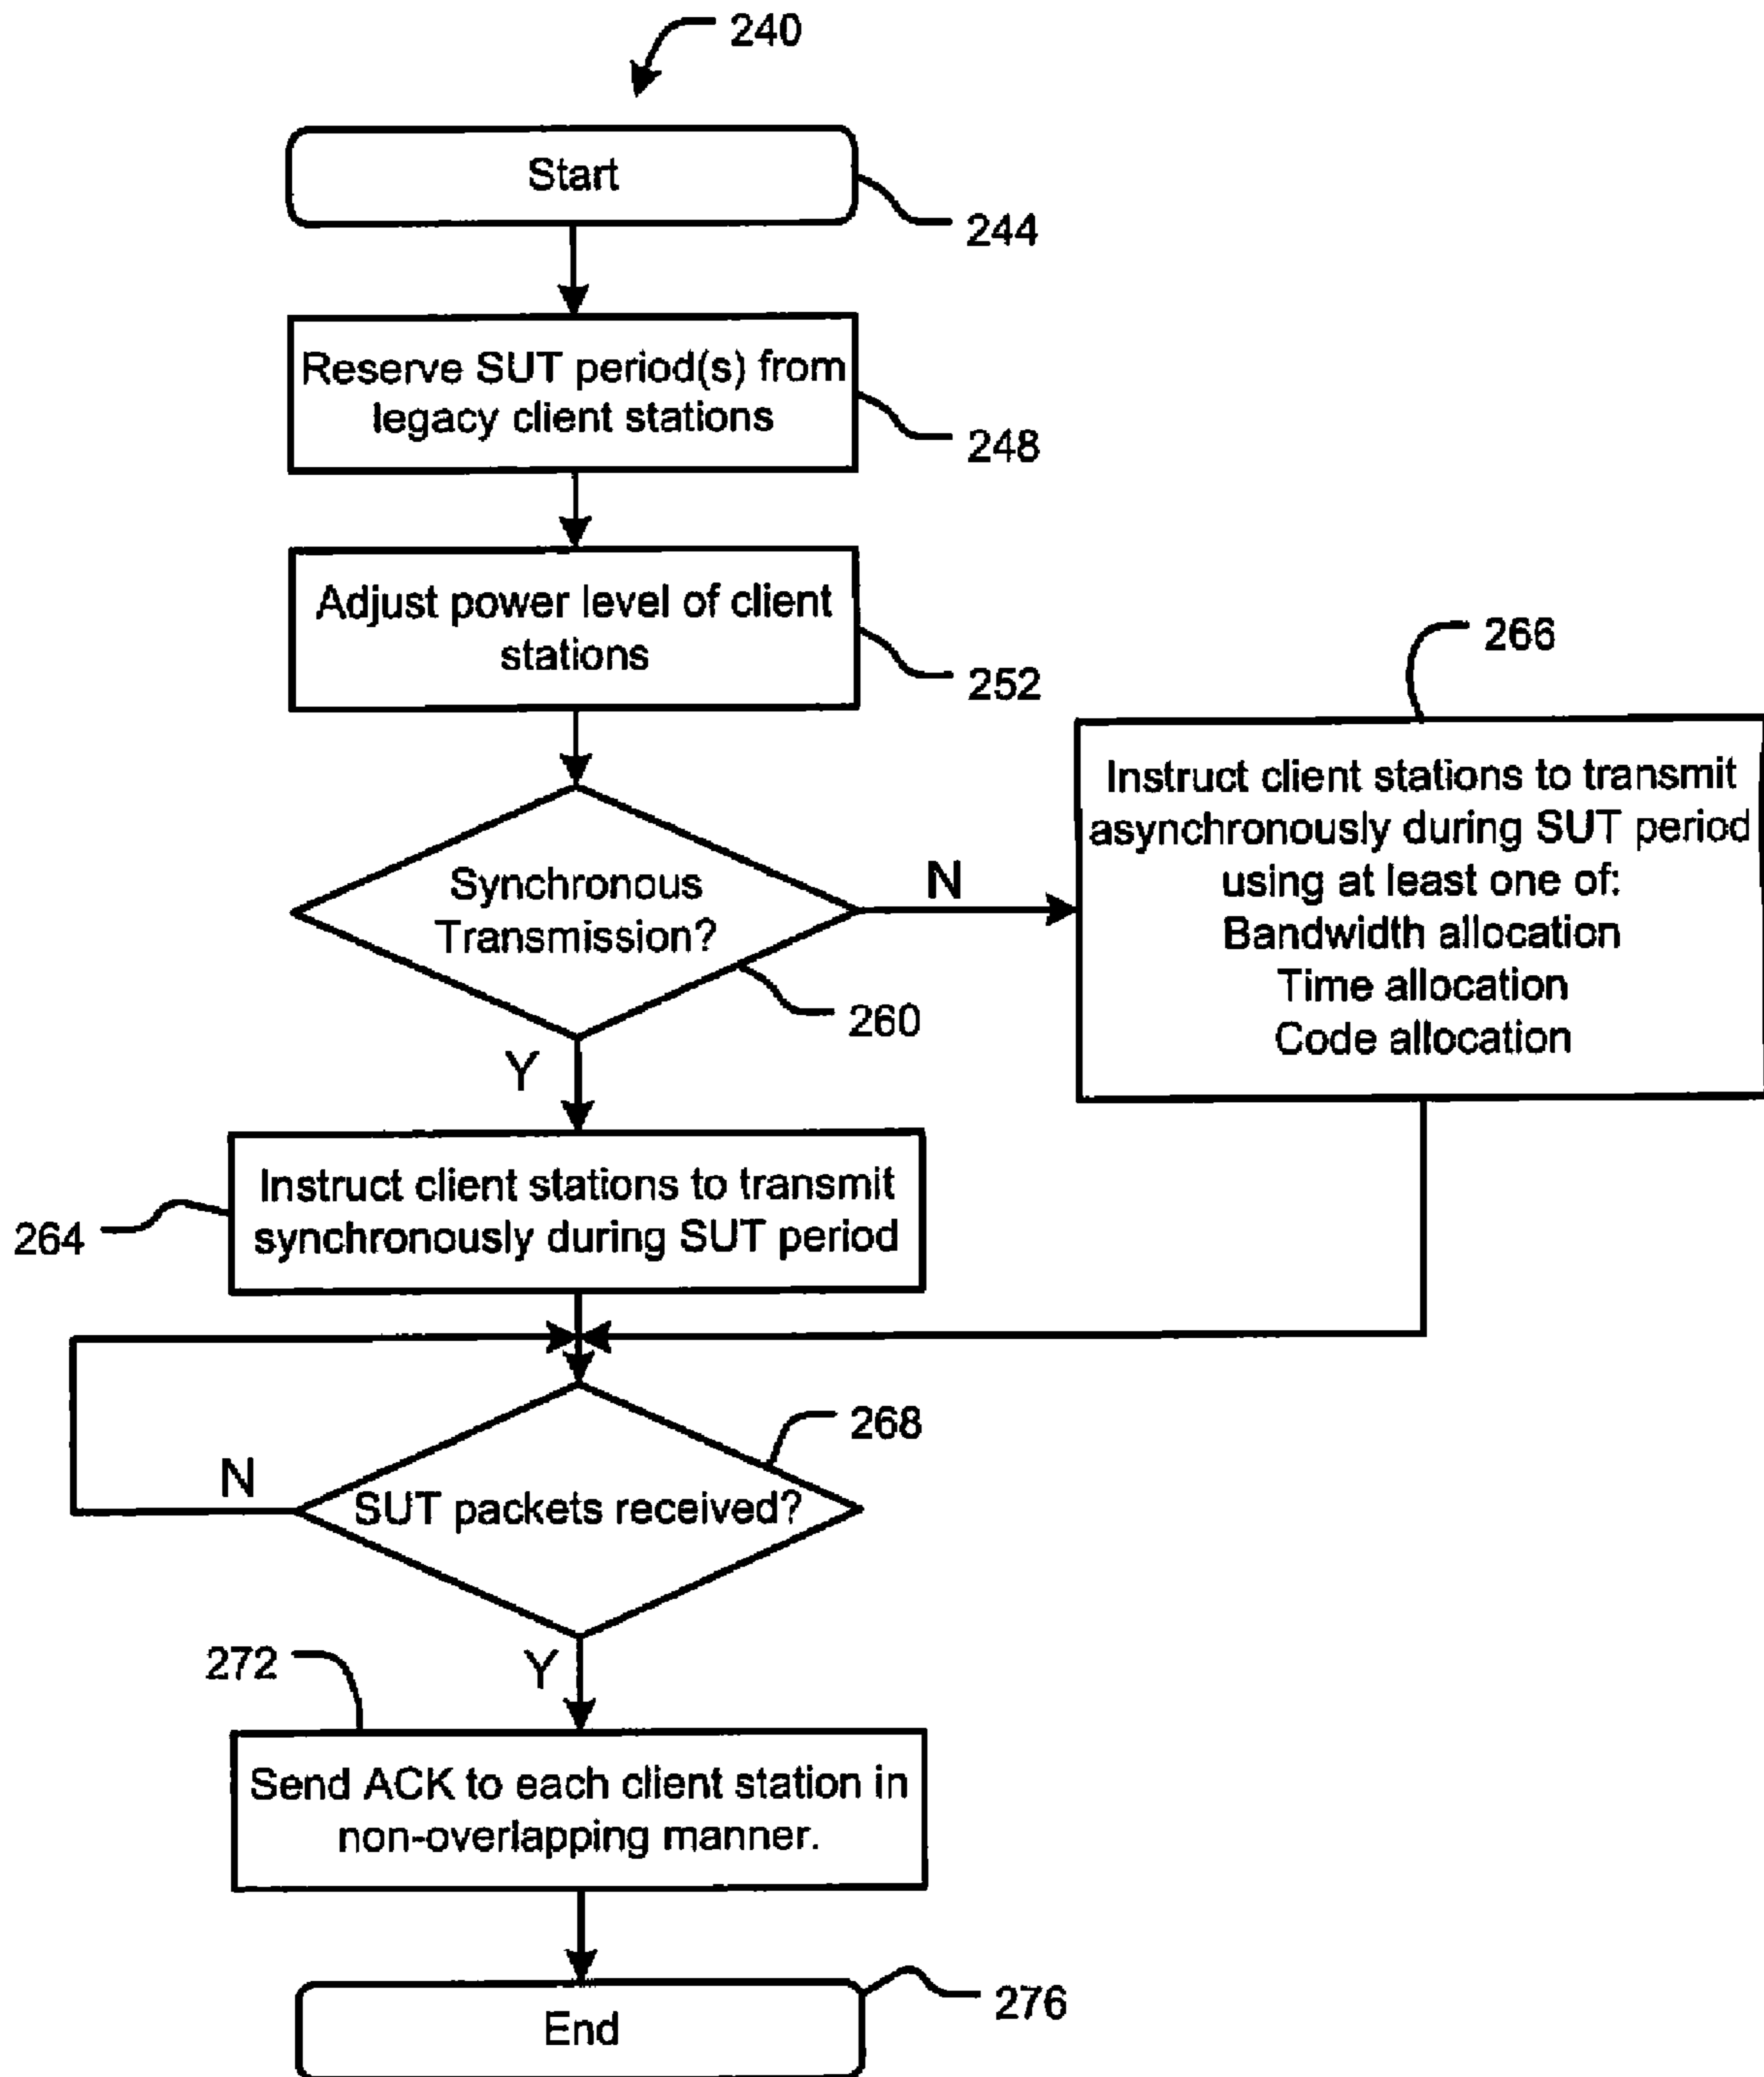 240
Start
244
Reserve SUT period(s) from
legacy client stations
248
Adjust power level of client
stations
252
266
Instruct client stations to transmit
asynchronously during SUT period
using at least one of:
Bandwidth allocation
Time allocation
Code allocation
Synchronous
Transmission?
N
260
Y
Instruct client stations to transmit
synchronously during SUT period
264
268
N
SUT packets received?
272
Y
Send ACK to each client station in
non-overlapping manner.
End
276